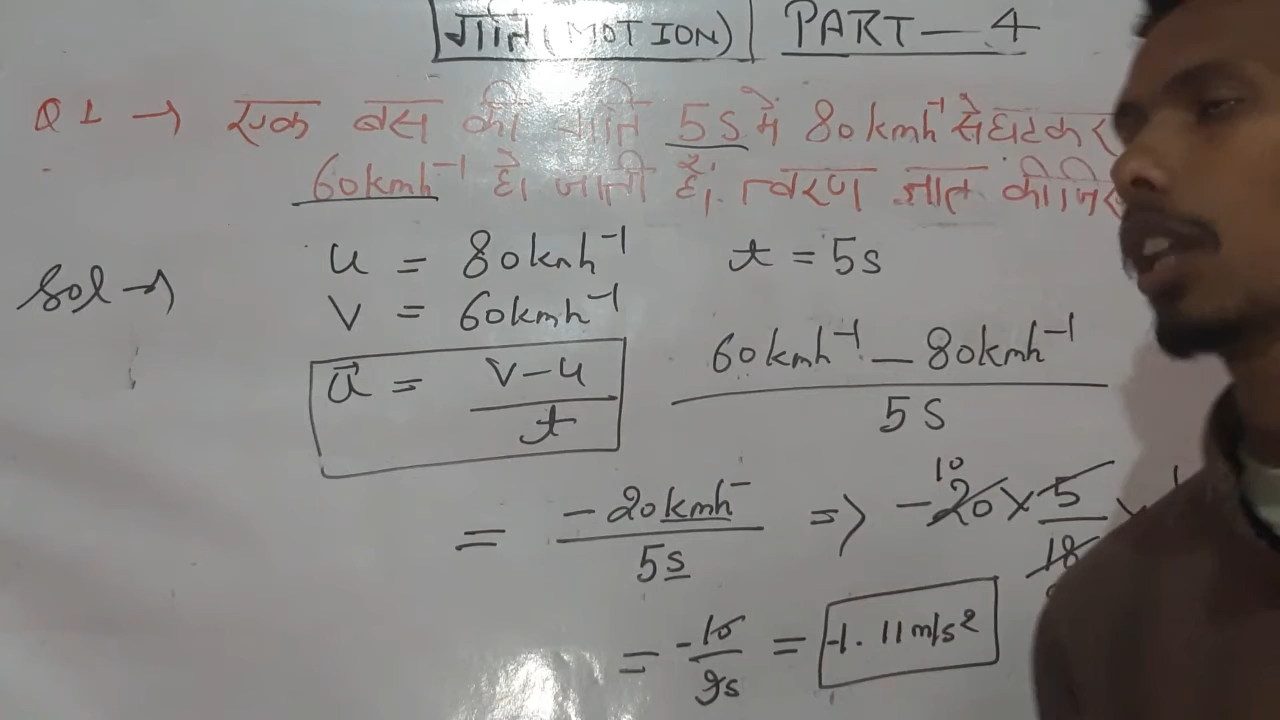 गति (MOTION) PART - 4
Q 1 → एक बस की गति 5s में 80kmh⁻¹ से घटकर
60kmh⁻¹ हो जाती है। त्वरण ज्ञात कीजिए
Sol → u = 80kmh⁻¹ t = 5s
v = 60kmh⁻¹
a⃗ = v-u / t 60kmh⁻¹ - 80kmh⁻¹ / 5s
= -20kmh⁻ / 5s ⇒ -20 × 5 / 18 ×
10
= -10 / 9s = -1.11m/s²